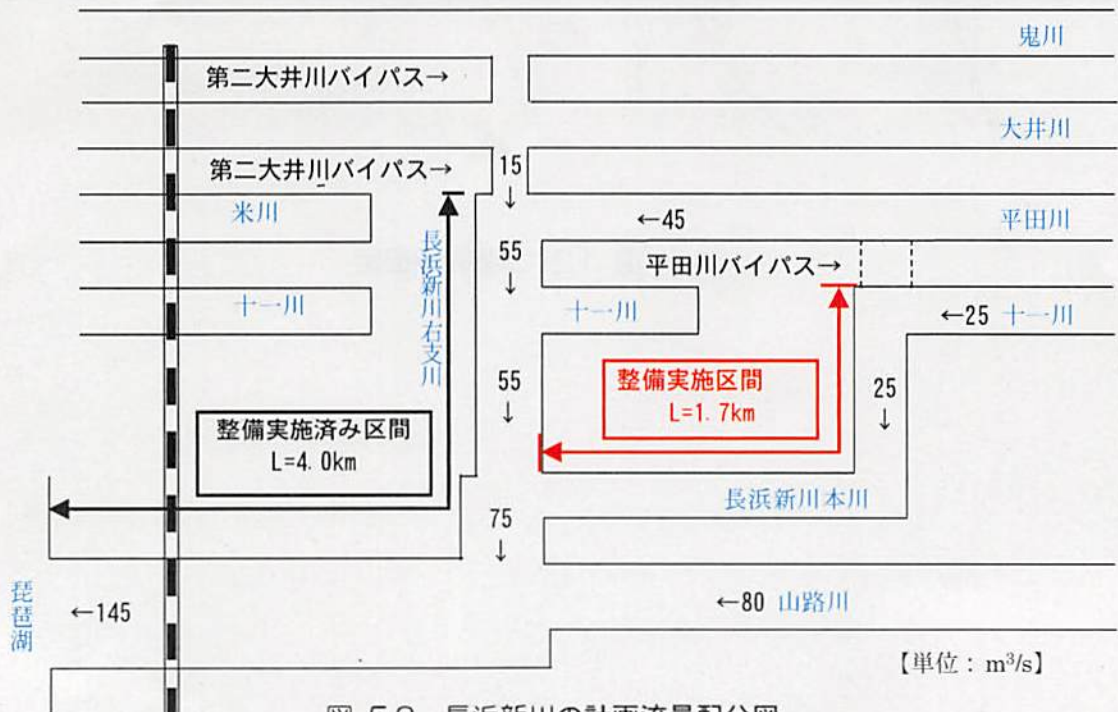 鬼川
第二大井川バイパス→
大井川
第二大井川バイパス→
15
↓
米川
←45
平田川
長浜新川右支川
55
↓
平田川バイパス→
十一川
十一川
←25 十一川
55
↓
整備実施区間
L=1.7km
25
↓
整備実施済み区間
L=4.0km
長浜新川本川
75
↓
琵琶湖
←145
←80 山路川
【単位：m³/s】